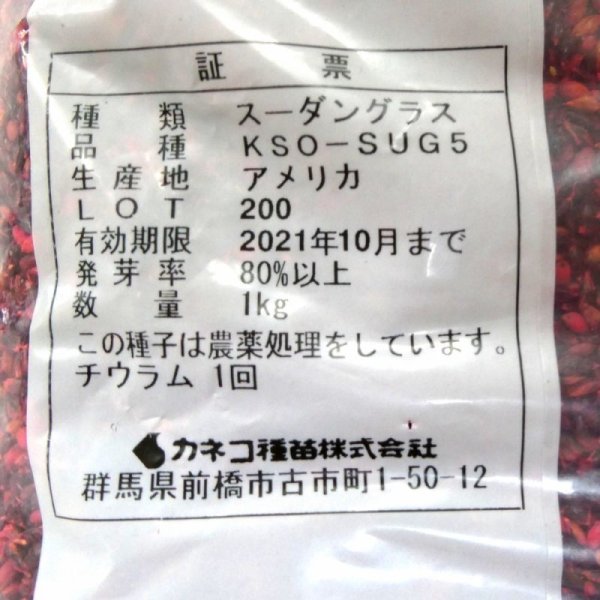 証 票
種類 スーダングラス
品種 KSO-SUG5
生産地 アメリカ
LOT 200
有効期限 2021年10月まで
発芽率 80%以上
数量 1kg
この種子は農薬処理をしています。
チウラム 1回
カネコ種苗株式会社
群馬県前橋市古市町1-50-12